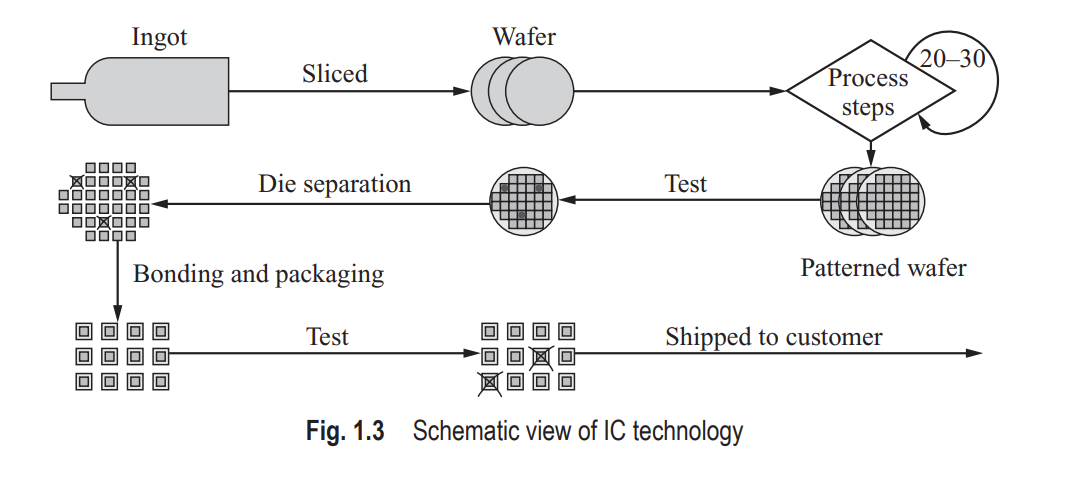 Ingot
Wafer
Sliced
20–30
Process
steps
Die separation
Test
Patterned wafer
Bonding and packaging
Test
Shipped to customer
Fig. 1.3 Schematic view of IC technology